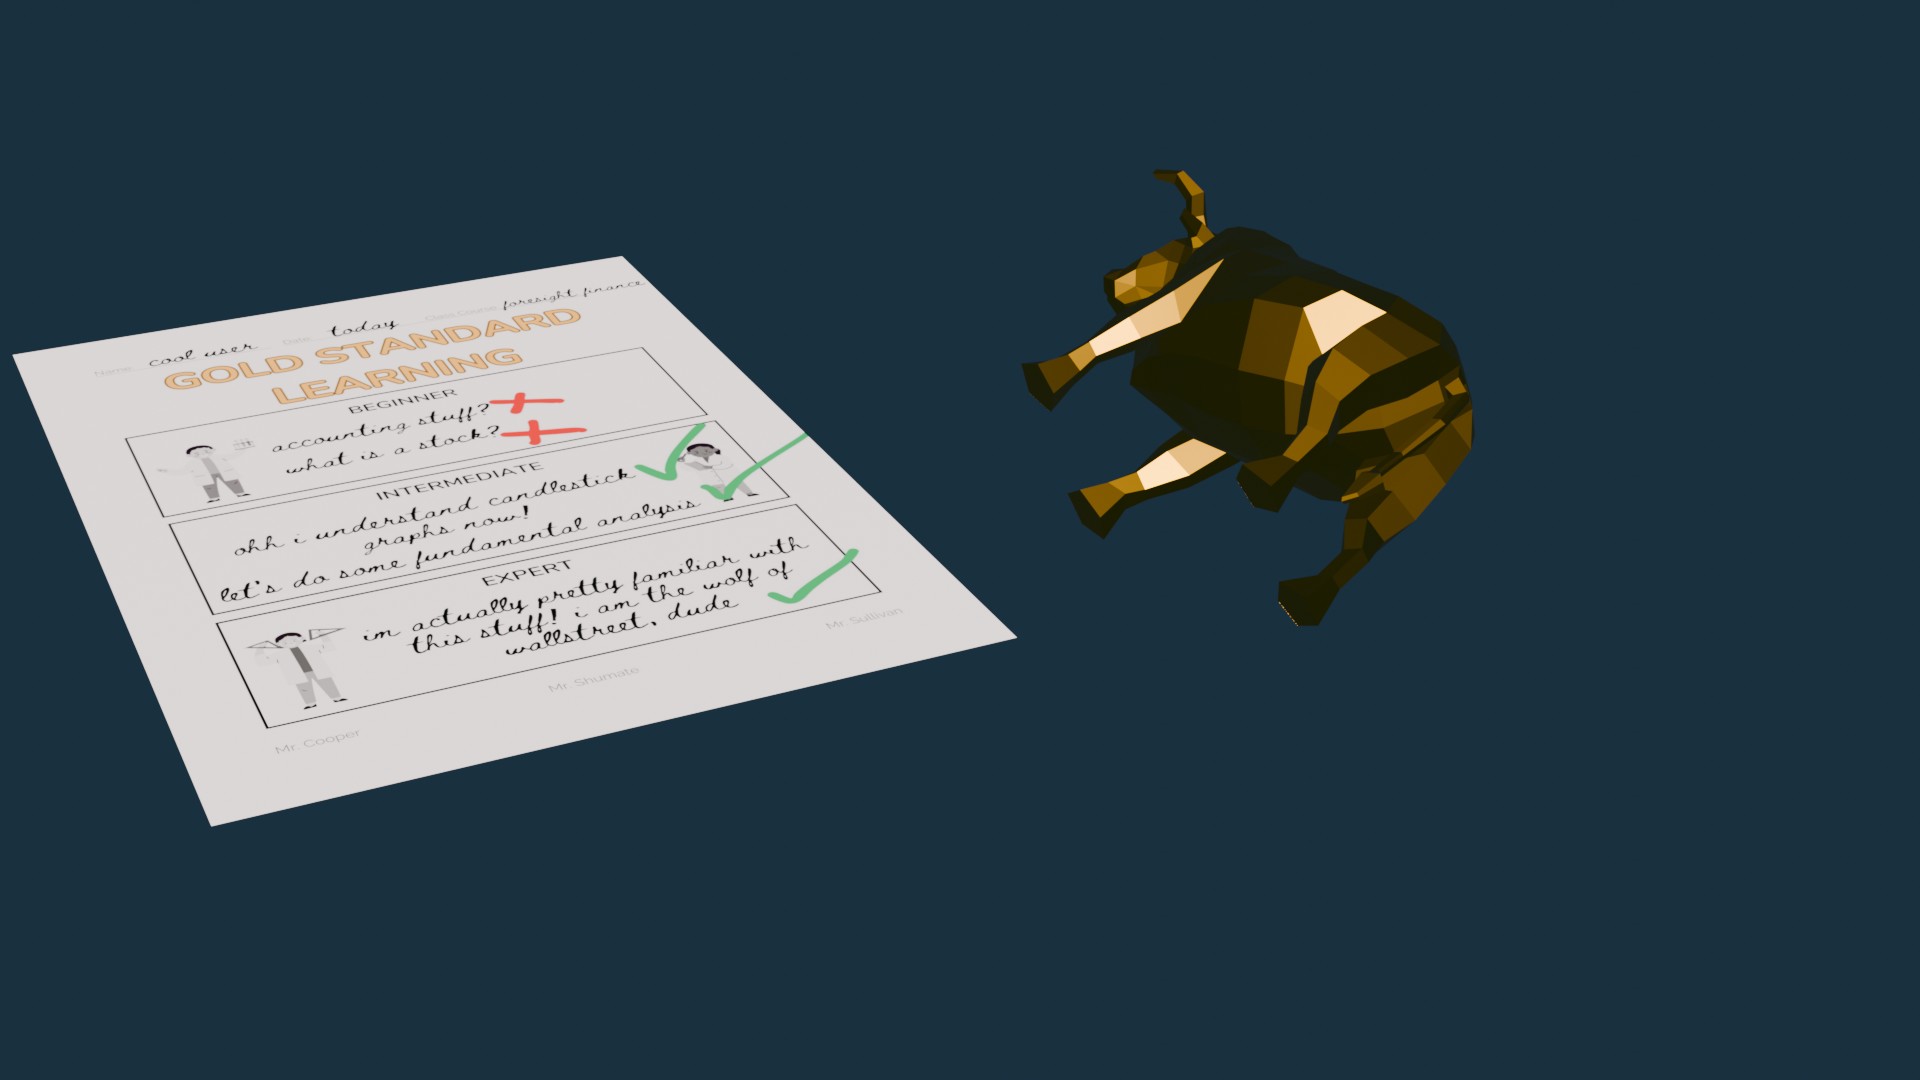 Name: cool user Date: today Class Course: foresight finance
GOLD STANDARD
LEARNING
BEGINNER
accounting stuff?
what is a stock?
INTERMEDIATE
ohh i understand candlestick
graphs now!
let's do some fundamental analysis
EXPERT
im actually pretty familiar with
this stuff! i am the wolf of
wallstreet, dude
Mr. Cooper
Mr. Shumate
Mr. Sullivan